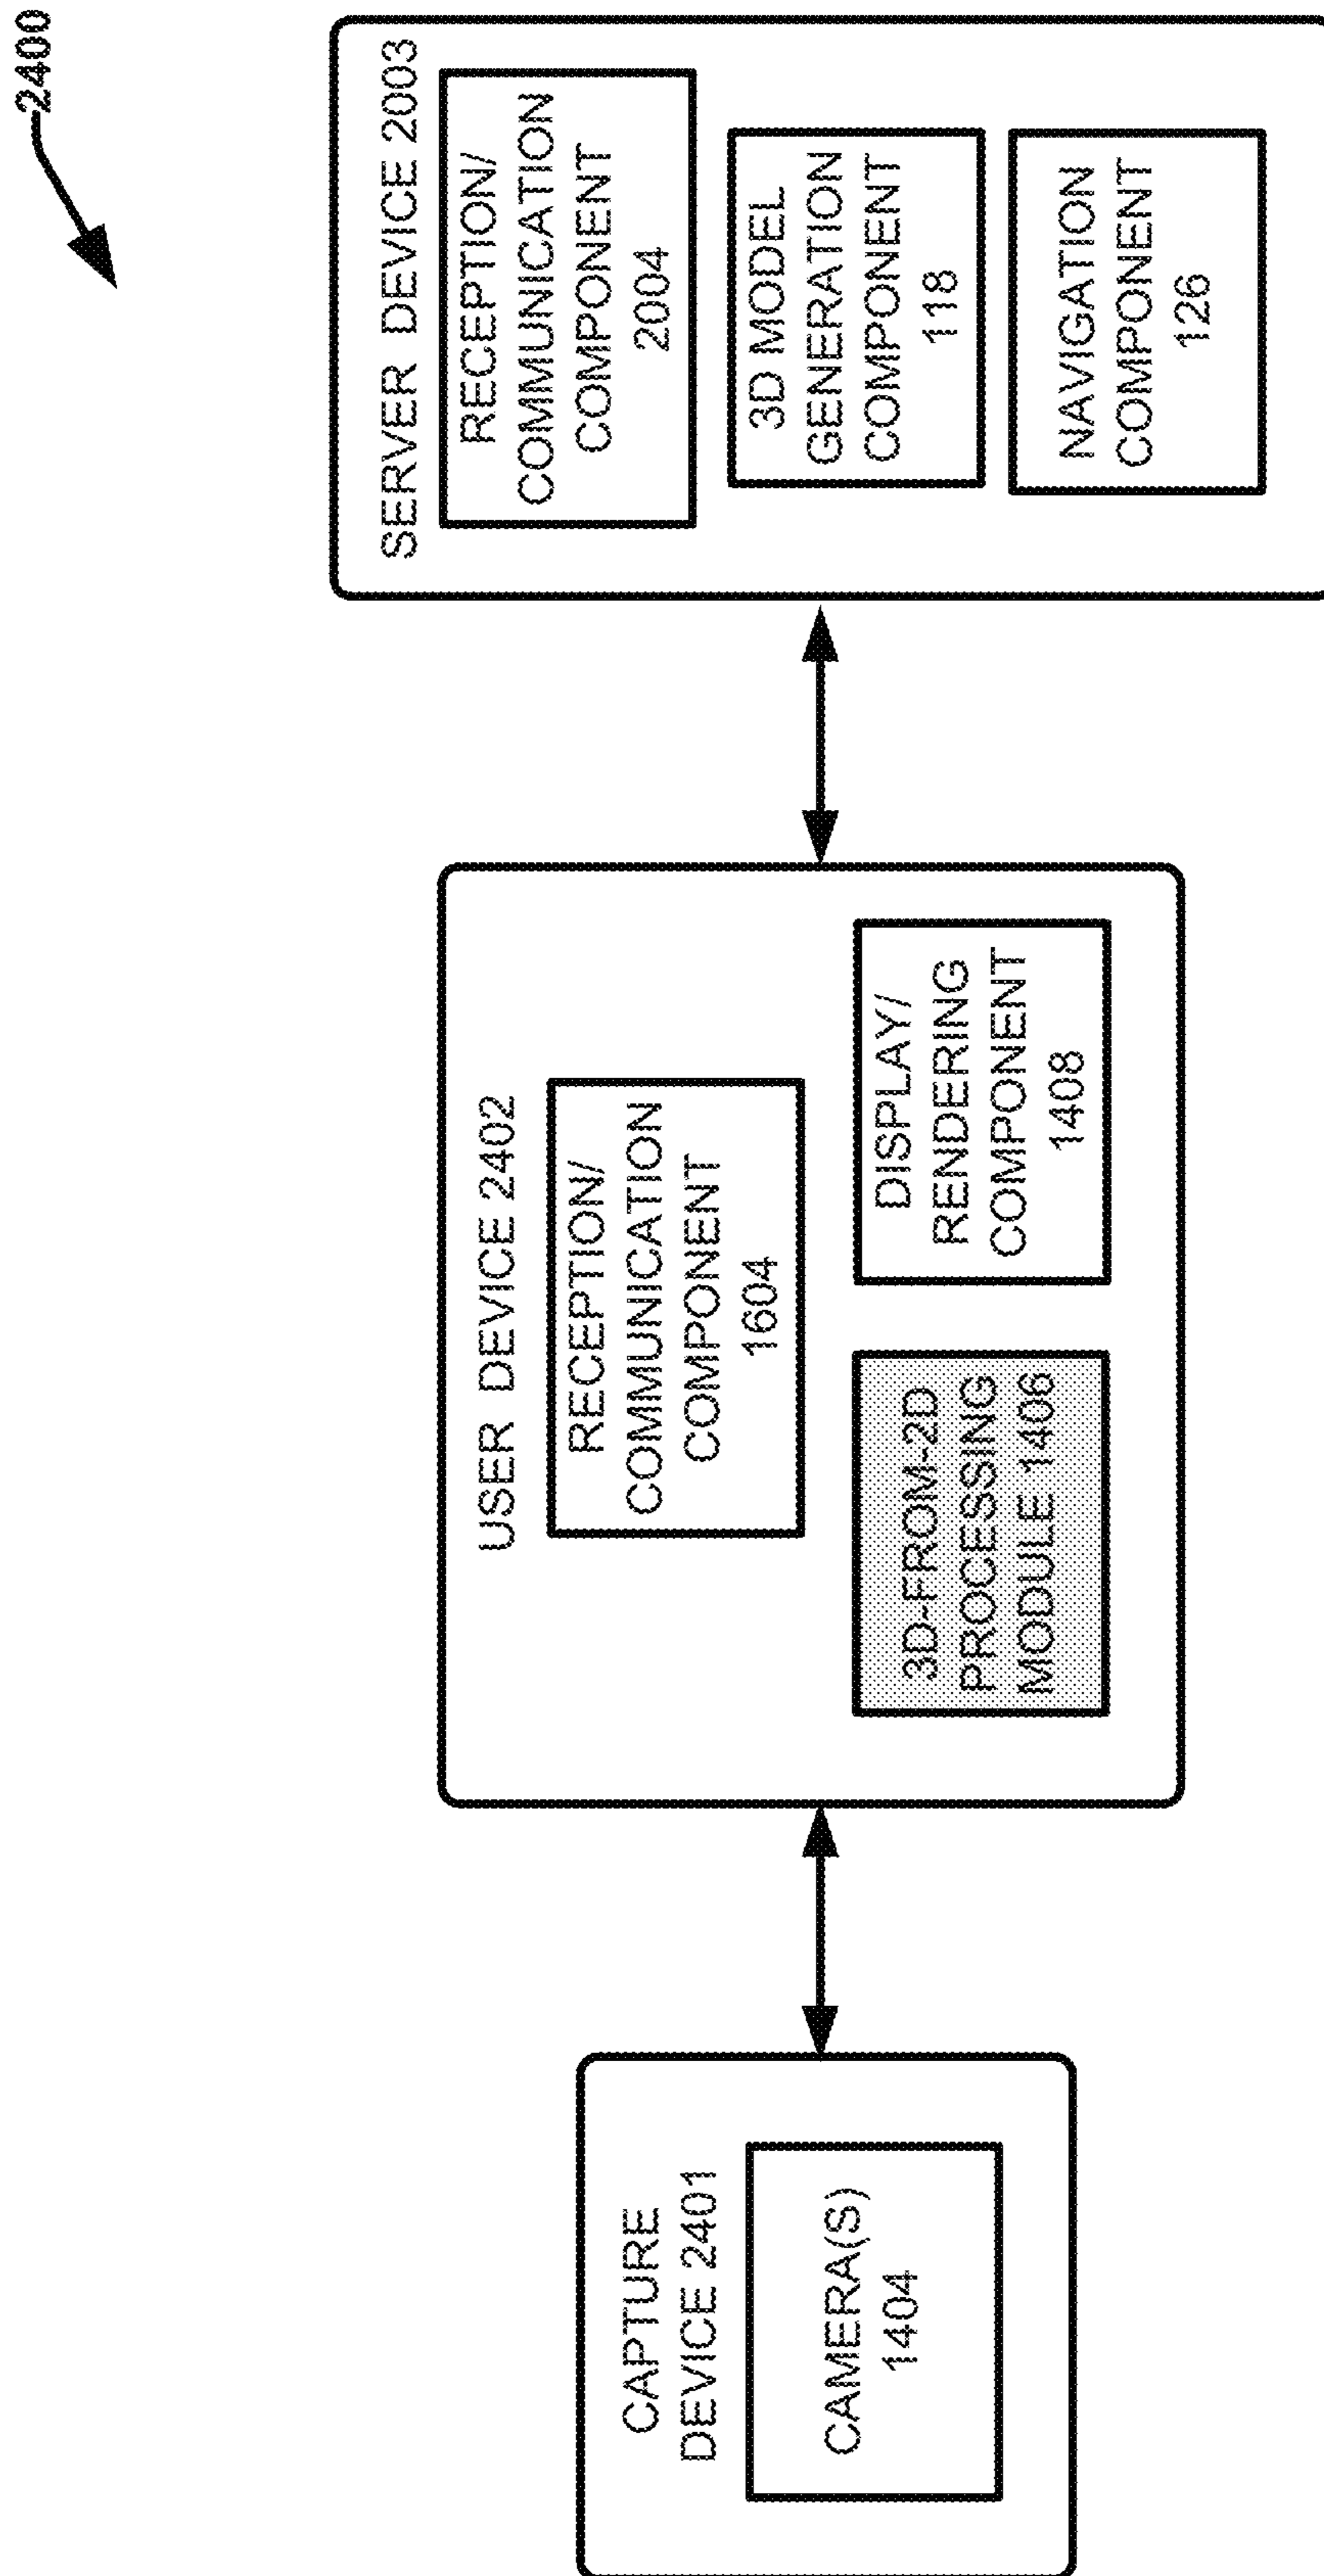 2400
CAPTURE
DEVICE 2401
CAMERA(S)
1404
USER DEVICE 2402
RECEPTION/
COMMUNICATION
COMPONENT
1604
3D-FROM-2D
PROCESSING
MODULE 1406
DISPLAY/
RENDERING
COMPONENT
1408
SERVER DEVICE 2003
RECEPTION/
COMMUNICATION
COMPONENT
2004
3D MODEL
GENERATION
COMPONENT
118
NAVIGATION
COMPONENT
126